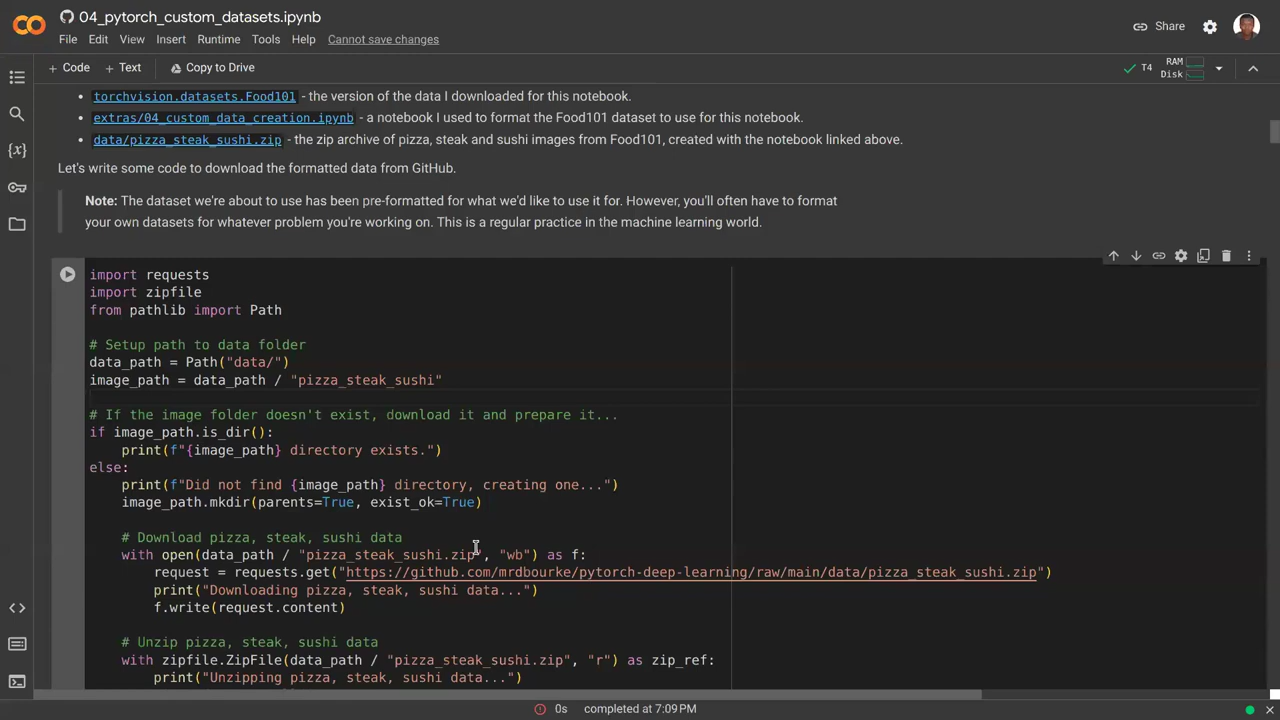 04_pytorch_custom_datasets.ipynb
Share
File Edit View Insert Runtime Tools Help Cannot save changes
+ Code + Text Copy to Drive
T4 RAM Disk
• torchvision.datasets.Food101 - the version of the data I downloaded for this notebook.
• extras/04_custom_data_creation.ipynb - a notebook I used to format the Food101 dataset to use for this notebook.
• data/pizza_steak_sushi.zip - the zip archive of pizza, steak and sushi images from Food101, created with the notebook linked above.
Let's write some code to download the formatted data from GitHub.
Note: The dataset we're about to use has been pre-formatted for what we'd like to use it for. However, you'll often have to format
your own datasets for whatever problem you're working on. This is a regular practice in the machine learning world.
import requests
import zipfile
from pathlib import Path
# Setup path to data folder
data_path = Path("data/")
image_path = data_path / "pizza_steak_sushi"
# If the image folder doesn't exist, download it and prepare it...
if image_path.is_dir():
    print(f"{image_path} directory exists.")
else:
    print(f"Did not find {image_path} directory, creating one...")
    image_path.mkdir(parents=True, exist_ok=True)
    # Download pizza, steak, sushi data
    with open(data_path / "pizza_steak_sushi.zip", "wb") as f:
        request = requests.get("https://github.com/mrdbourke/pytorch-deep-learning/raw/main/data/pizza_steak_sushi.zip")
        print("Downloading pizza, steak, sushi data...")
        f.write(request.content)
    # Unzip pizza, steak, sushi data
    with zipfile.ZipFile(data_path / "pizza_steak_sushi.zip", "r") as zip_ref:
        print("Unzipping pizza, steak, sushi data...")
0s completed at 7:09 PM